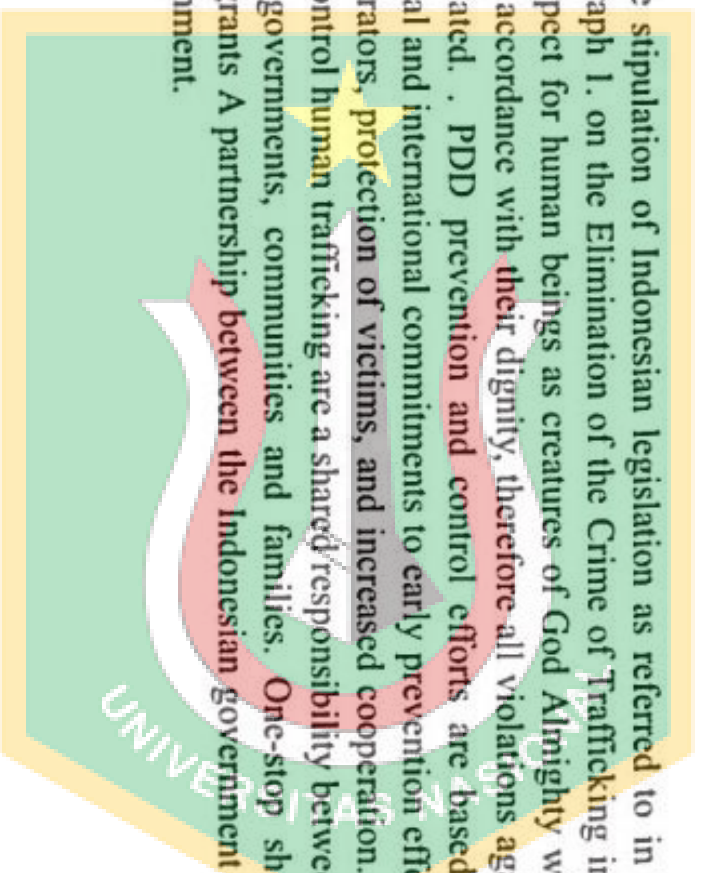 stipulation of Indonesian legislation as referred to in
aph 1. on the Elimination of the Crime of Trafficking in
pect for human beings as creatures of God Almighty w
accordance with their dignity, therefore all violations ag
ated. . PDD prevention and control efforts are based
al and international commitments to early prevention effo
rators, protection of victims, and increased cooperation.
ontrol human trafficking are a shared responsibility betwe
governments, communities and families. One-stop sh
rants A partnership between the Indonesian government
nment.
UNIVERSITAS NASIONAL